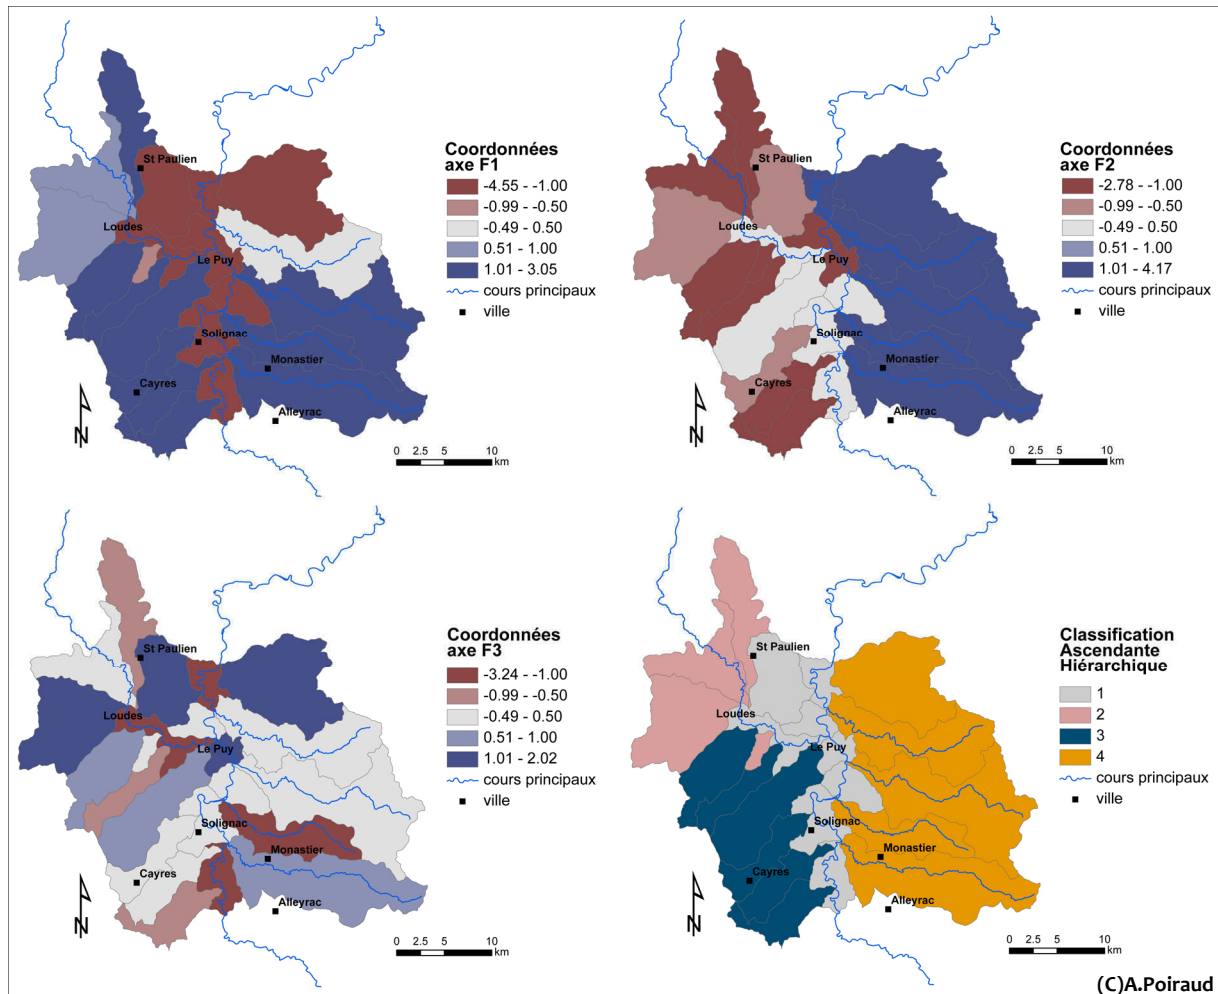 St Paulien
Loudes
Le Puy
Solignac
Monastier
Cayres
Alleyrac
N
0 2.5 5 10
km
Coordonnées
axe F1
-4.55 - -1.00
-0.99 - -0.50
-0.49 - 0.50
0.51 - 1.00
1.01 - 3.05
cours principaux
ville
St Paulien
Loudes
Le Puy
Solignac
Monastier
Cayres
Alleyrac
N
0 2.5 5 10
km
Coordonnées
axe F2
-2.78 - -1.00
-0.99 - -0.50
-0.49 - 0.50
0.51 - 1.00
1.01 - 4.17
cours principaux
ville
St Paulien
Loudes
Le Puy
Solignac
Monastier
Cayres
Alleyrac
N
0 2.5 5 10
km
Coordonnées
axe F3
-3.24 - -1.00
-0.99 - -0.50
-0.49 - 0.50
0.51 - 1.00
1.01 - 2.02
cours principaux
ville
St Paulien
Loudes
Le Puy
Solignac
Monastier
Cayres
Alleyrac
N
0 2.5 5 10
km
Classification
Ascendante
Hiérarchique
1
2
3
4
cours principaux
ville
(C)A.Poiraud